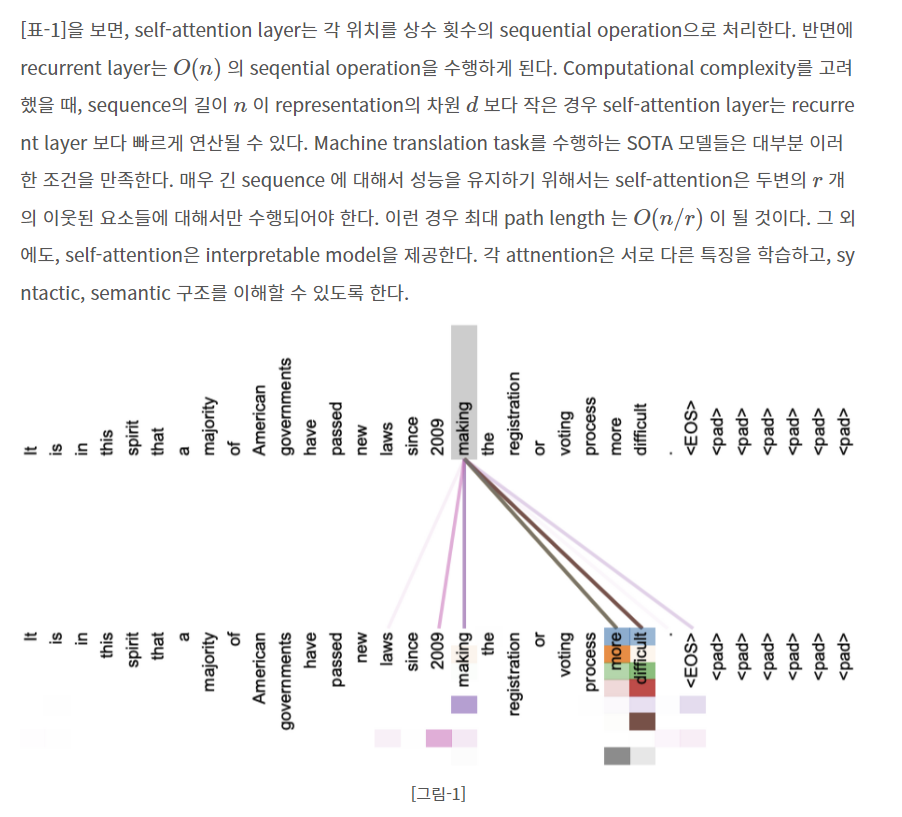 [표-1]을 보면, self-attention layer는 각 위치를 상수 횟수의 sequential operation으로 처리한다. 반면에
recurrent layer는 O(n) 의 seqential operation을 수행하게 된다. Computational complexity를 고려
했을 때, sequence의 길이 n 이 representation의 차원 d 보다 작은 경우 self-attention layer는 recurre
nt layer 보다 빠르게 연산될 수 있다. Machine translation task를 수행하는 SOTA 모델들은 대부분 이러
한 조건을 만족한다. 매우 긴 sequence 에 대해서 성능을 유지하기 위해서는 self-attention은 두변의 r 개
의 이웃된 요소들에 대해서만 수행되어야 한다. 이런 경우 최대 path length 는 O(n/r) 이 될 것이다. 그 외
에도, self-attention은 interpretable model을 제공한다. 각 attnention은 서로 다른 특징을 학습하고, sy
ntactic, semantic 구조를 이해할 수 있도록 한다.
It is in this spirit that a majority of American governments have passed new laws since 2009 making the registration or voting process more difficult . <EOS> <pad> <pad> <pad> <pad> <pad> <pad>
It is in this spirit that a majority of American governments have passed new laws since 2009 making the registration or voting process more difficult . <EOS> <pad> <pad> <pad> <pad> <pad> <pad>
[그림-1]